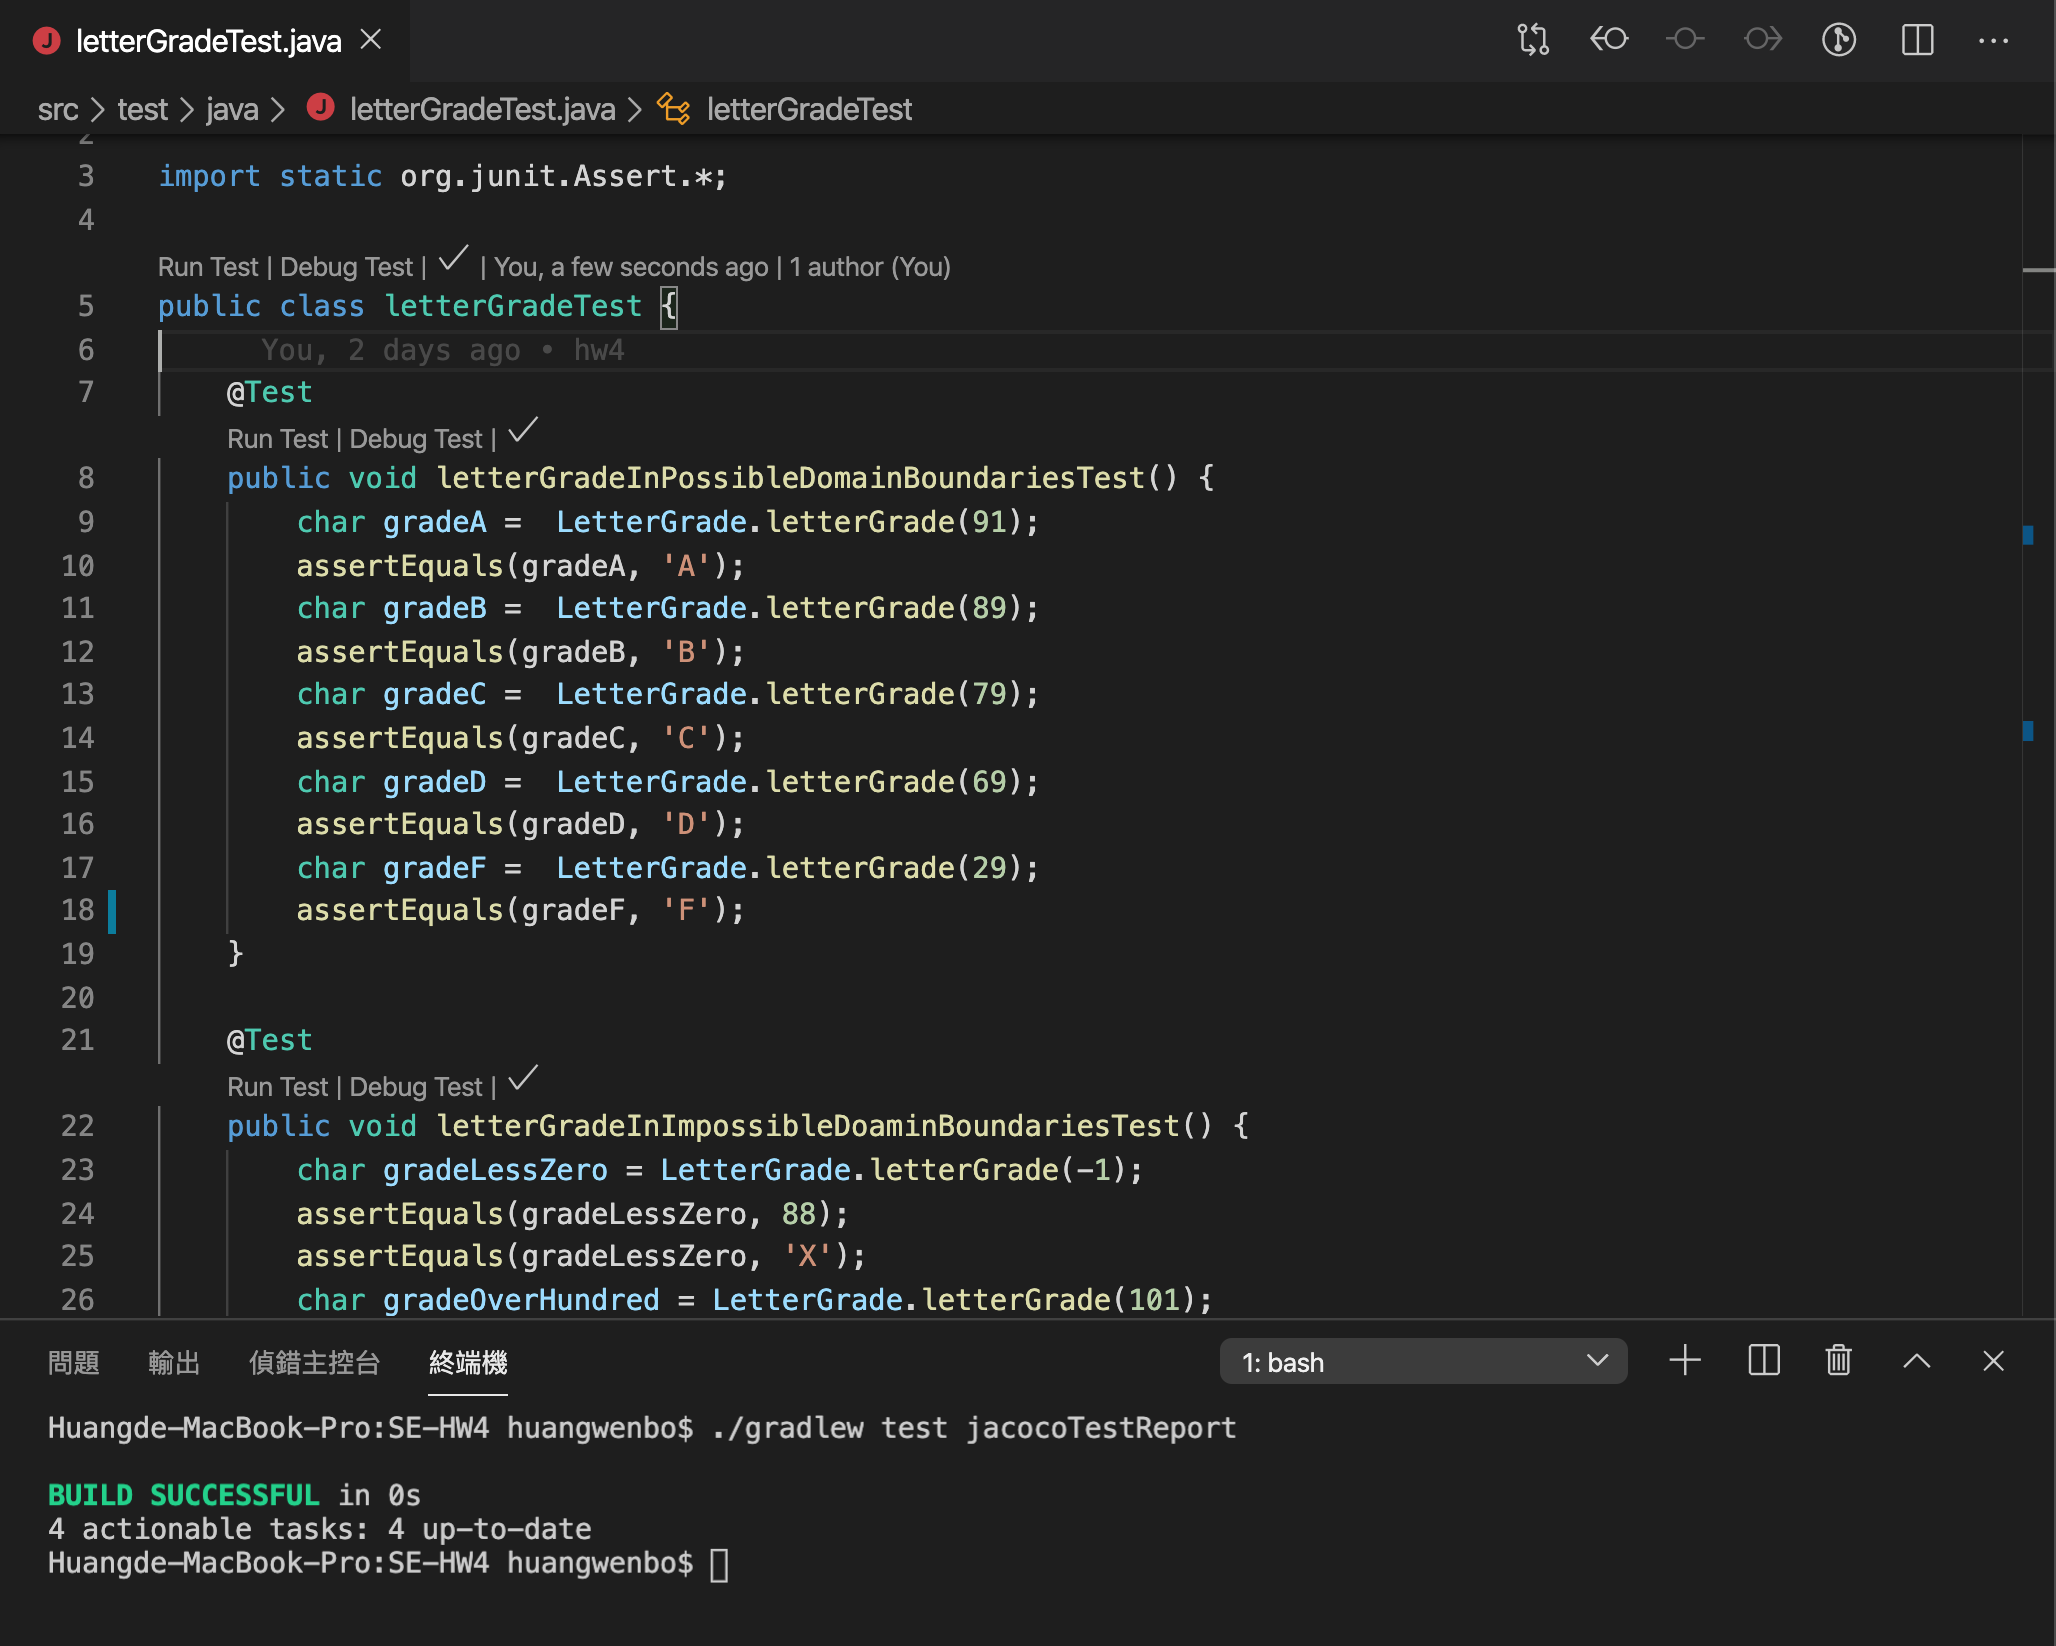 letterGradeTest.java
src > test > java > letterGradeTest.java > letterGradeTest
2
3 import static org.junit.Assert.*;
4
Run Test | Debug Test | ✓ | You, a few seconds ago | 1 author (You)
5 public class letterGradeTest {
6 You, 2 days ago • hw4
7 @Test
Run Test | Debug Test | ✓
8 public void letterGradeInPossibleDomainBoundariesTest() {
9 char gradeA =  LetterGrade.letterGrade(91);
10 assertEquals(gradeA, 'A');
11 char gradeB =  LetterGrade.letterGrade(89);
12 assertEquals(gradeB, 'B');
13 char gradeC =  LetterGrade.letterGrade(79);
14 assertEquals(gradeC, 'C');
15 char gradeD =  LetterGrade.letterGrade(69);
16 assertEquals(gradeD, 'D');
17 char gradeF =  LetterGrade.letterGrade(29);
18 assertEquals(gradeF, 'F');
19 }
20
21 @Test
Run Test | Debug Test | ✓
22 public void letterGradeInImpossibleDoaminBoundariesTest() {
23 char gradeLessZero = LetterGrade.letterGrade(-1);
24 assertEquals(gradeLessZero, 88);
25 assertEquals(gradeLessZero, 'X');
26 char gradeOverHundred = LetterGrade.letterGrade(101);
問題 輸出 偵錯主控台 終端機 1: bash
Huangde-MacBook-Pro:SE-HW4 huangwenbo$ ./gradlew test jacocoTestReport
BUILD SUCCESSFUL in 0s
4 actionable tasks: 4 up-to-date
Huangde-MacBook-Pro:SE-HW4 huangwenbo$